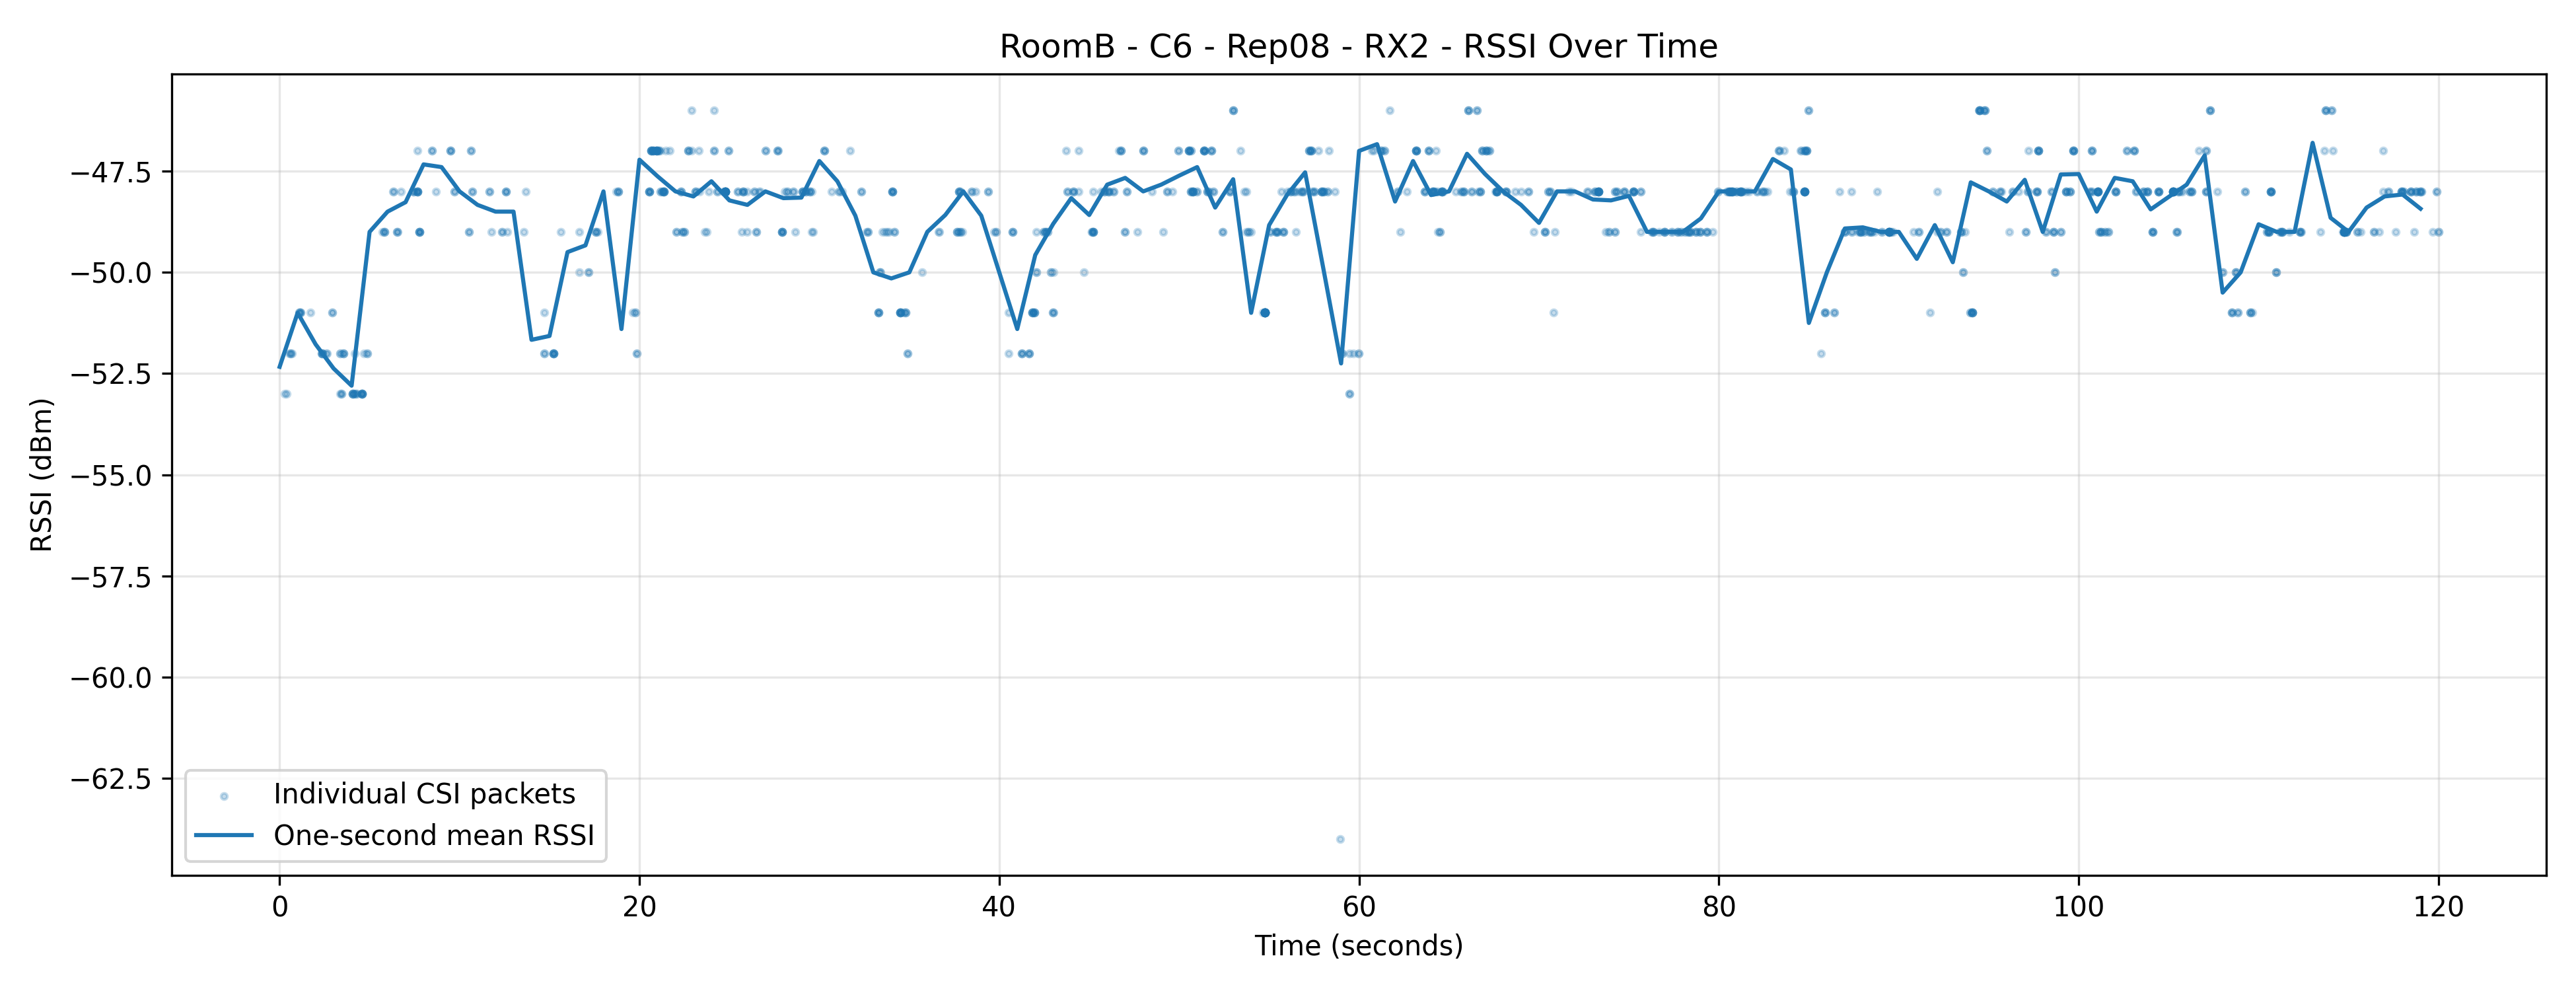 RoomB - C6 - Rep08 - RX2 - RSSI Over Time
RSSI (dBm)
−47.5
−50.0
−52.5
−55.0
−57.5
−60.0
−62.5
Individual CSI packets
One-second mean RSSI
0 20 40 60 80 100 120
Time (seconds)